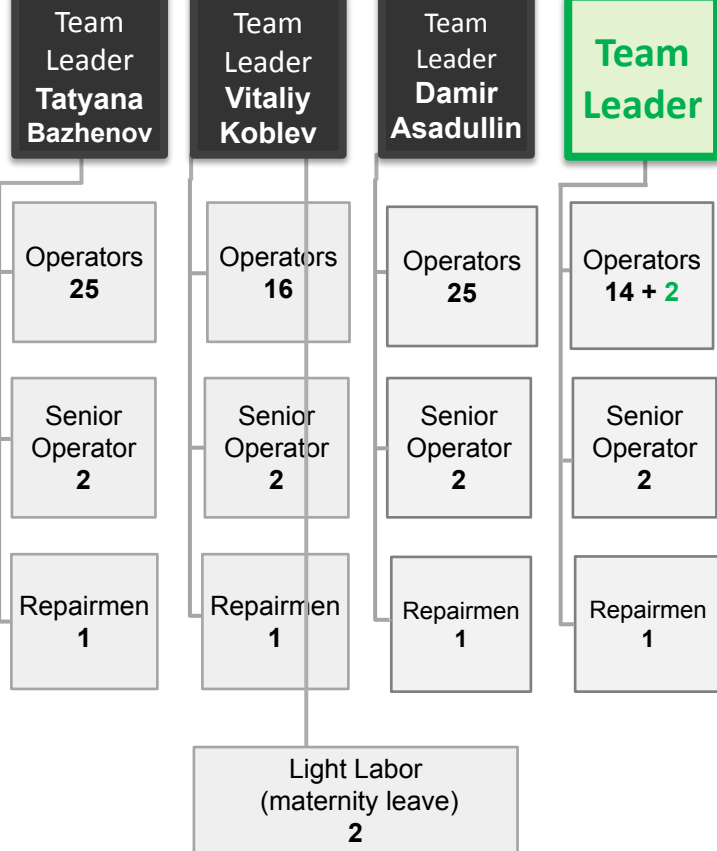 Team
Leader
Tatyana
Bazhenov
Team
Leader
Vitaliy
Koblev
Team
Leader
Damir
Asadullin
Team
Leader
Operators
25
Operators
16
Operators
25
Operators
14 + 2
Senior
Operator
2
Senior
Operator
2
Senior
Operator
2
Senior
Operator
2
Repairmen
1
Repairmen
1
Repairmen
1
Repairmen
1
Light Labor
(maternity leave)
2